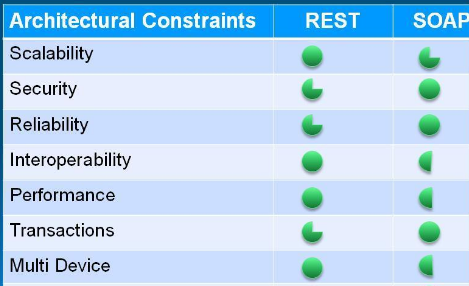 Architectural Constraints REST SOAP
Scalability
Security
Reliability
Interoperability
Performance
Transactions
Multi Device